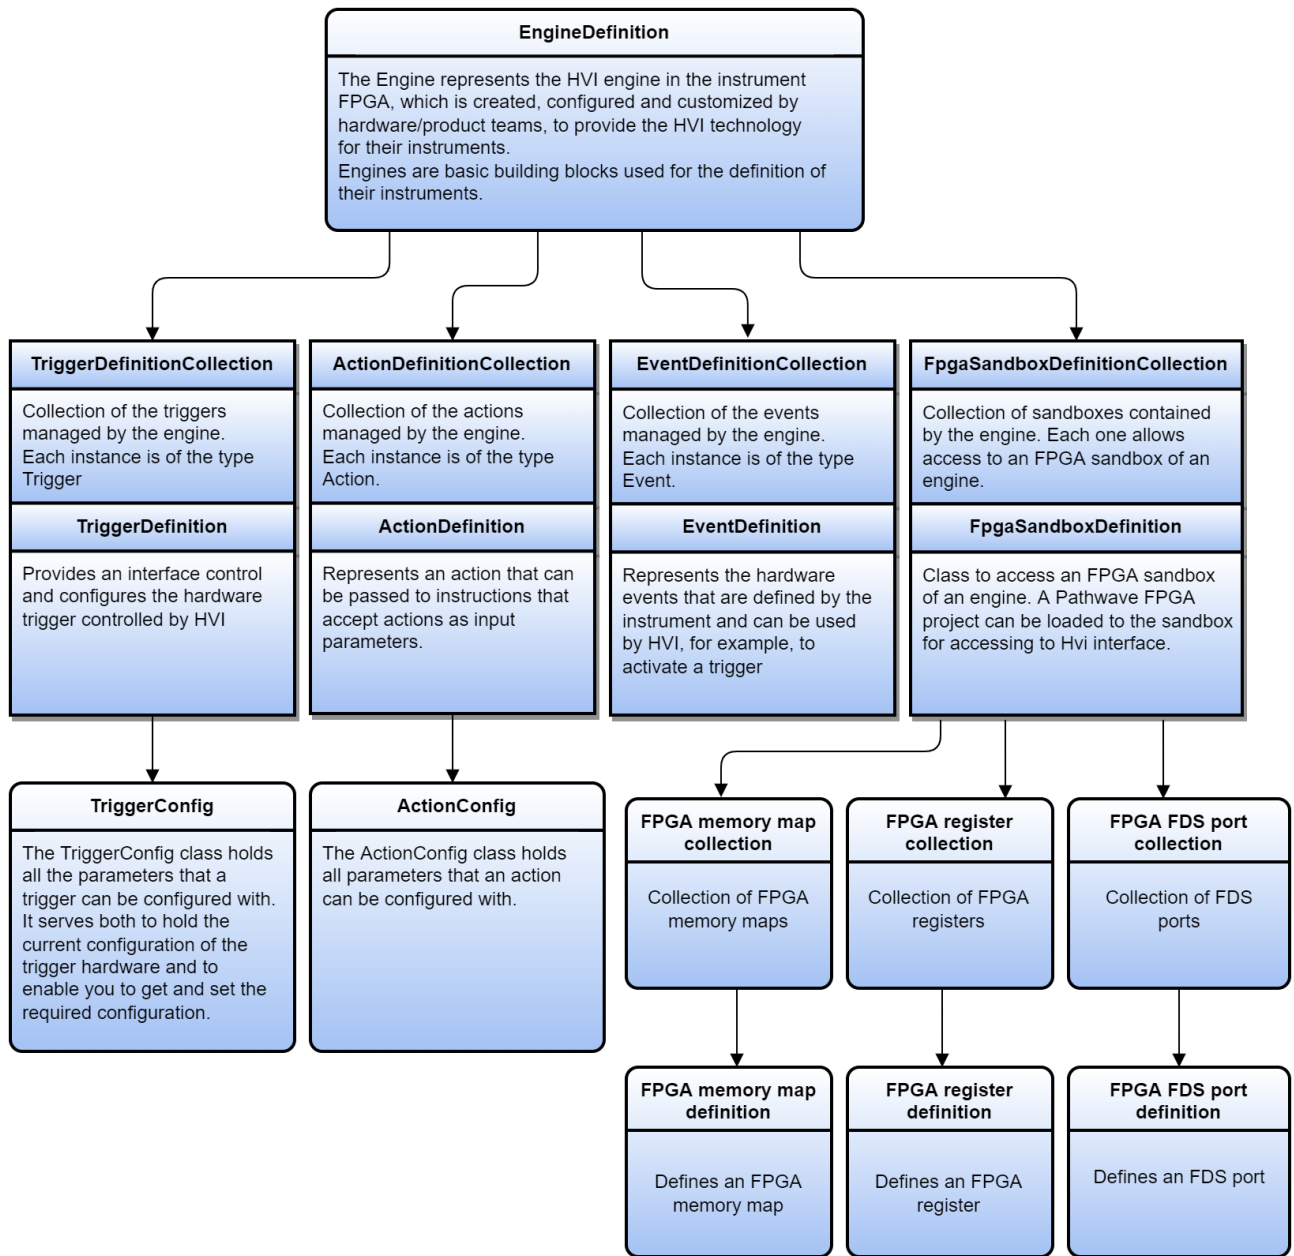 EngineDefinition
The Engine represents the HVI engine in the instrument
FPGA, which is created, configured and customized by
hardware/product teams, to provide the HVI technology
for their instruments.
Engines are basic building blocks used for the definition of
their instruments.
TriggerDefinitionCollection
Collection of the triggers
managed by the engine.
Each instance is of the type
Trigger
TriggerDefinition
Provides an interface control
and configures the hardware
trigger controlled by HVI
ActionDefinitionCollection
Collection of the actions
managed by the engine.
Each instance is of the type
Action.
ActionDefinition
Represents an action that can
be passed to instructions that
accept actions as input
parameters.
EventDefinitionCollection
Collection of the events
managed by the engine.
Each instance is of the type
Event.
EventDefinition
Represents the hardware
events that are defined by the
instrument and can be used
by HVI, for example, to
activate a trigger
FpgaSandboxDefinitionCollection
Collection of sandboxes contained
by the engine. Each one allows
access to an FPGA sandbox of an
engine.
FpgaSandboxDefinition
Class to access an FPGA sandbox
of an engine. A Pathwave FPGA
project can be loaded to the sandbox
for accessing to Hvi interface.
TriggerConfig
The TriggerConfig class holds
all the parameters that a
trigger can be configured with.
It serves both to hold the
current configuration of the
trigger hardware and to
enable you to get and set the
required configuration.
ActionConfig
The ActionConfig class holds
all parameters that an action
can be configured with.
FPGA memory map
collection
Collection of FPGA
memory maps
FPGA register
collection
Collection of FPGA
registers
FPGA FDS port
collection
Collection of FDS
ports
FPGA memory map
definition
Defines an FPGA
memory map
FPGA register
definition
Defines an FPGA
register
FPGA FDS port
definition
Defines an FDS port